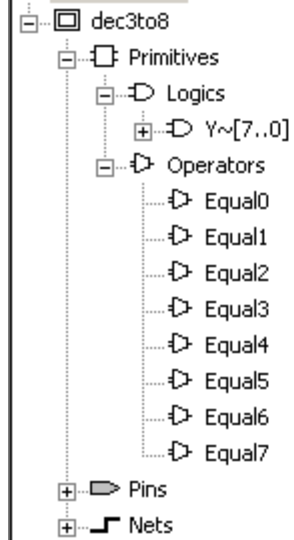 dec3to8
Primitives
Logics
Y~[7..0]
Operators
Equal0
Equal1
Equal2
Equal3
Equal4
Equal5
Equal6
Equal7
Pins
Nets